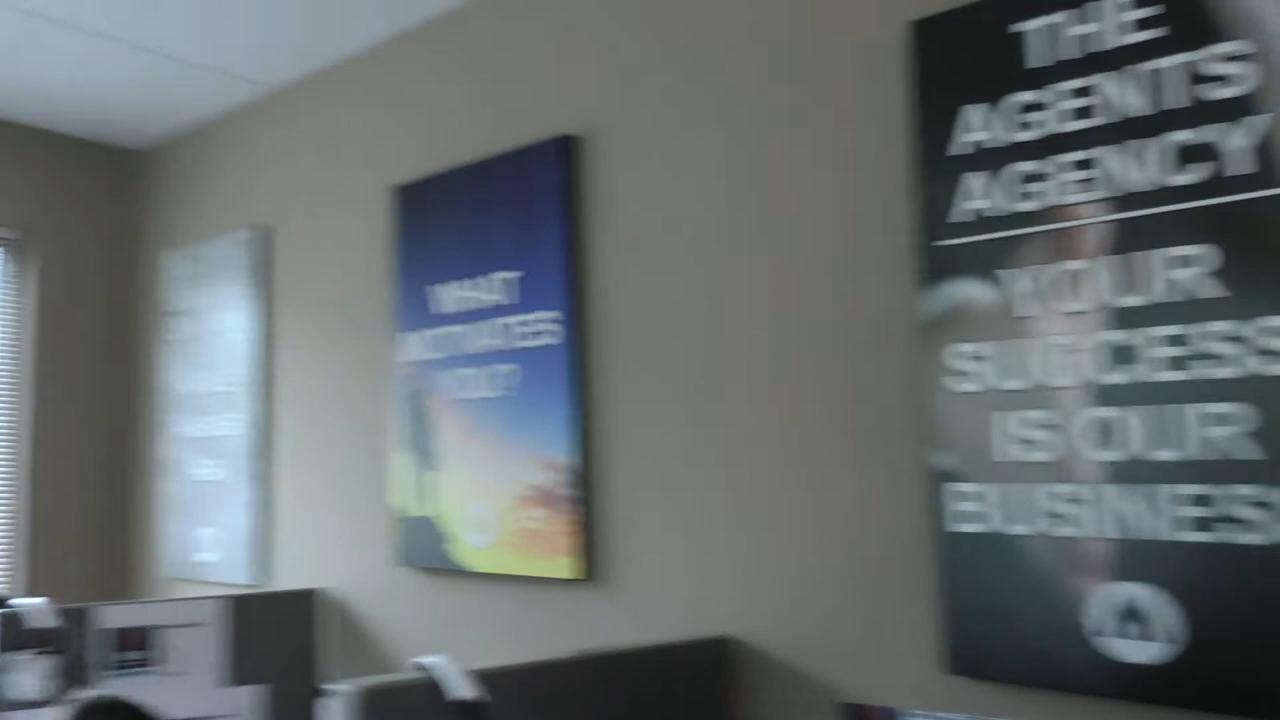 WHAT
MOTIVATES
YOU?
THE
AGENTS
AGENCY
YOUR
SUCCESS
IS OUR
BUSINESS